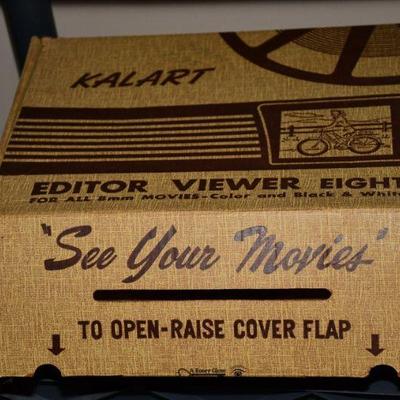 KALART
EDITOR VIEWER EIGHT
FOR ALL 8mm MOVIES-Color and Black & White
"See Your Movies"
TO OPEN-RAISE COVER FLAP